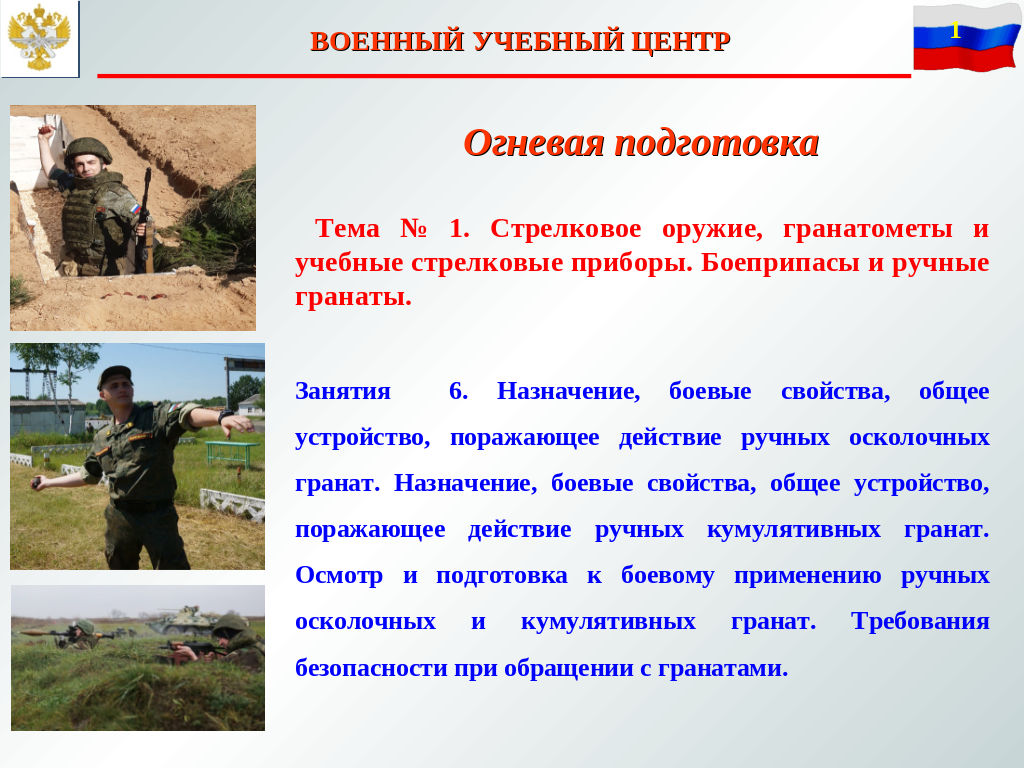 ВОЕННЫЙ УЧЕБНЫЙ ЦЕНТР
1
Огневая подготовка
Тема № 1. Стрелковое оружие, гранатометы и
учебные стрелковые приборы. Боеприпасы и ручные
гранаты.
Занятия 6. Назначение, боевые свойства, общее
устройство, поражающее действие ручных осколочных
гранат. Назначение, боевые свойства, общее устройство,
поражающее действие ручных кумулятивных гранат.
Осмотр и подготовка к боевому применению ручных
осколочных и кумулятивных гранат. Требования
безопасности при обращении с гранатами.